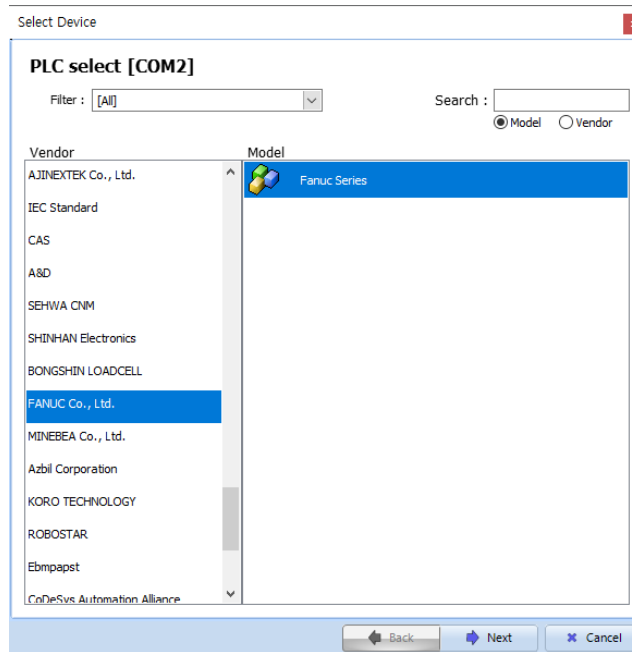 Select Device
PLC select [COM2]
Filter : [All] Search :
Model Vendor
Vendor Model
AJINEXTEK Co., Ltd. Fanuc Series
IEC Standard
CAS
A&D
SEHWA CNM
SHINHAN Electronics
BONGSHIN LOADCELL
FANUC Co., Ltd.
MINEBEA Co., Ltd.
Azbil Corporation
KORO TECHNOLOGY
ROBOSTAR
Ebmpapst
CoDeSys Automation Alliance
Back Next Cancel